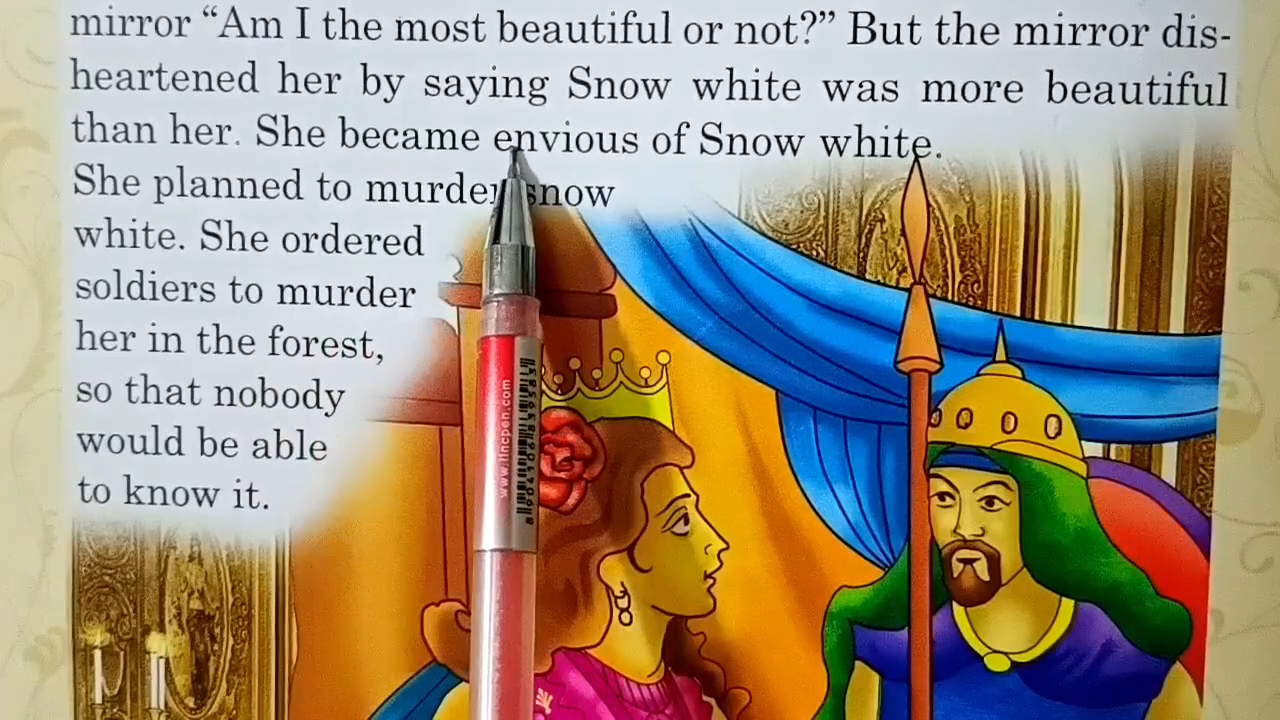 mirror “Am I the most beautiful or not?” But the mirror dis-
heartened her by saying Snow white was more beautiful
than her. She became envious of Snow white.
She planned to murder snow
white. She ordered
soldiers to murder
her in the forest,
so that nobody
would be able
to know it.
www.lincpen.com